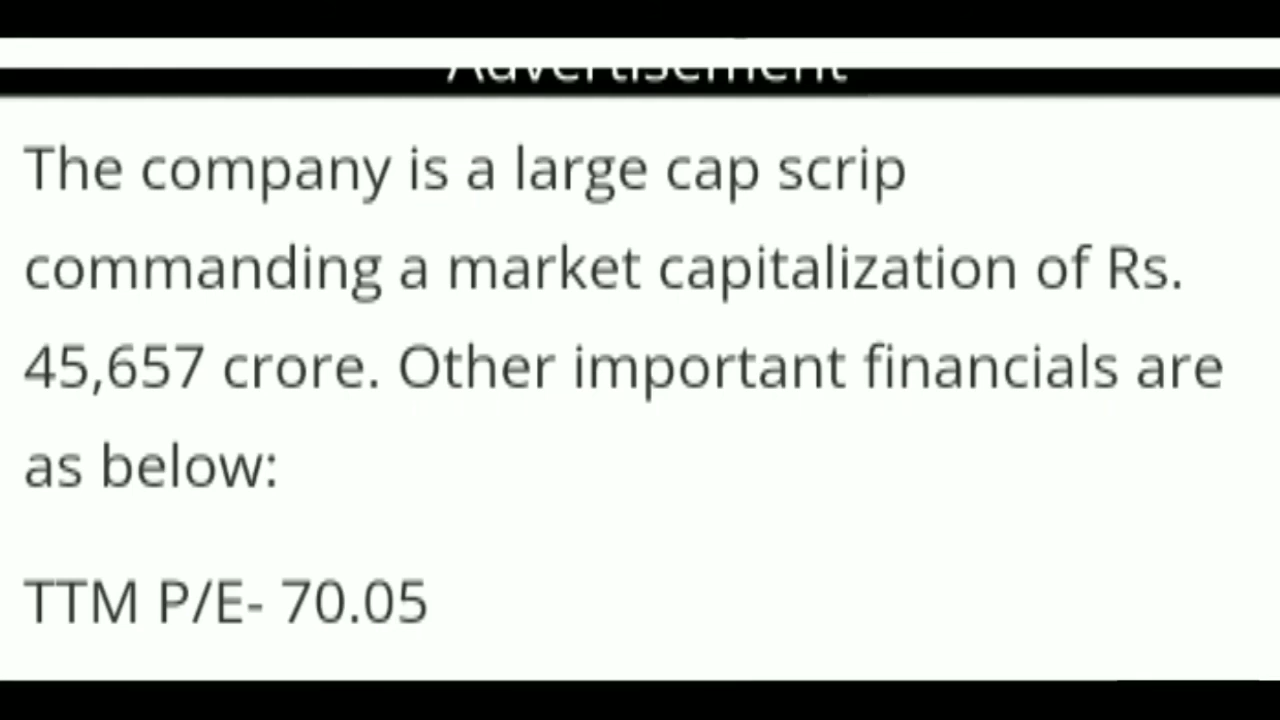 Advertisement
The company is a large cap scrip
commanding a market capitalization of Rs.
45,657 crore. Other important financials are
as below:
TTM P/E- 70.05